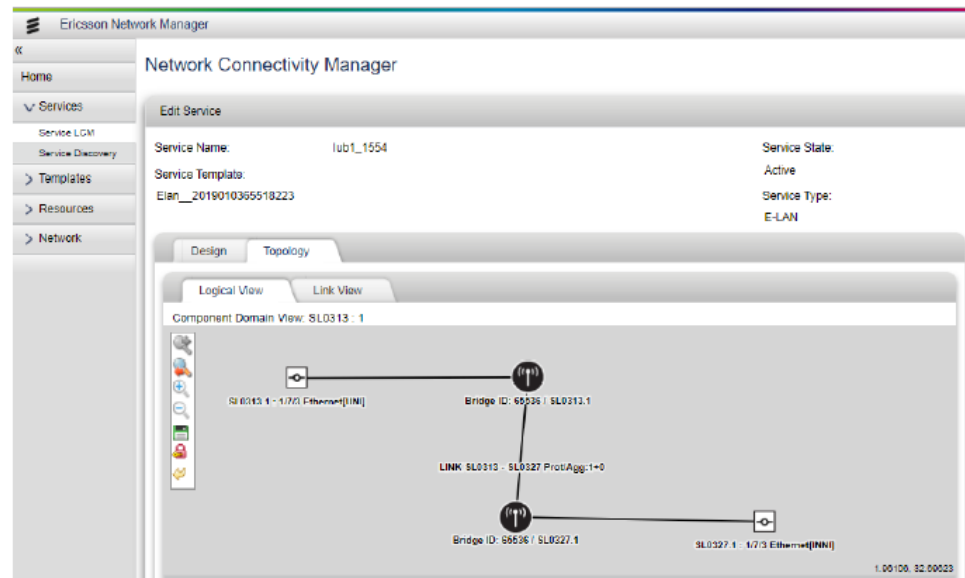 Ericsson Network Manager
«
Home
Services
Service LCM
Service Discovery
Templates
Resources
Network
Network Connectivity Manager
Edit Service
Service Name: Iub1_1554
Service Template:
Elan__2019010365518223
Service State:
Active
Service Type:
E-LAN
Design Topology
Logical View Link View
Component Domain View: SL0313 : 1
SL0313.1 : 1/7/3 Ethernet[UNI]
Bridge ID: 65536 / SL0313.1
LINK SL0313 - SL0327 Prot/Agg:1+0
Bridge ID: 65536 / SL0327.1
SL0327.1 : 1/7/3 Ethernet[INNI]